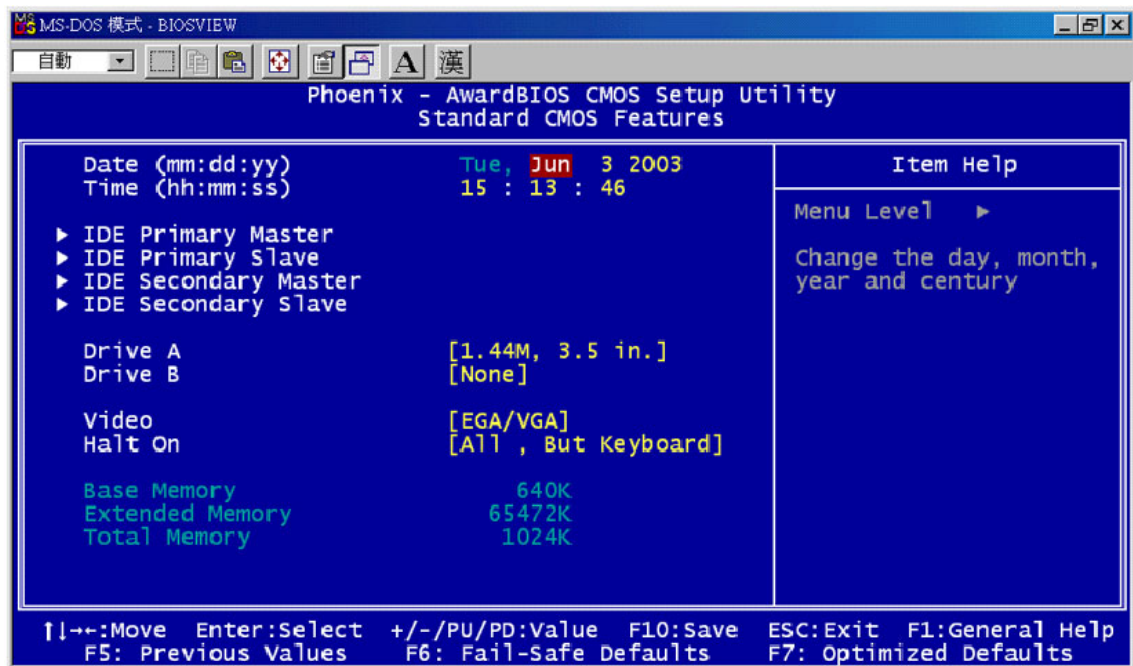 MS-DOS 模式 - BIOSVIEW
自動
A 漢
Phoenix - AwardBIOS CMOS Setup Utility
Standard CMOS Features
Date (mm:dd:yy) Tue, Jun 3 2003
Time (hh:mm:ss) 15 : 13 : 46
▶ IDE Primary Master
▶ IDE Primary Slave
▶ IDE Secondary Master
▶ IDE Secondary Slave
Drive A [1.44M, 3.5 in.]
Drive B [None]
Video [EGA/VGA]
Halt On [All , But Keyboard]
Base Memory 640K
Extended Memory 65472K
Total Memory 1024K
Item Help
Menu Level ▶
Change the day, month,
year and century
↑↓→←:Move Enter:Select +/-/PU/PD:Value F10:Save ESC:Exit F1:General Help
F5: Previous Values F6: Fail-Safe Defaults F7: Optimized Defaults